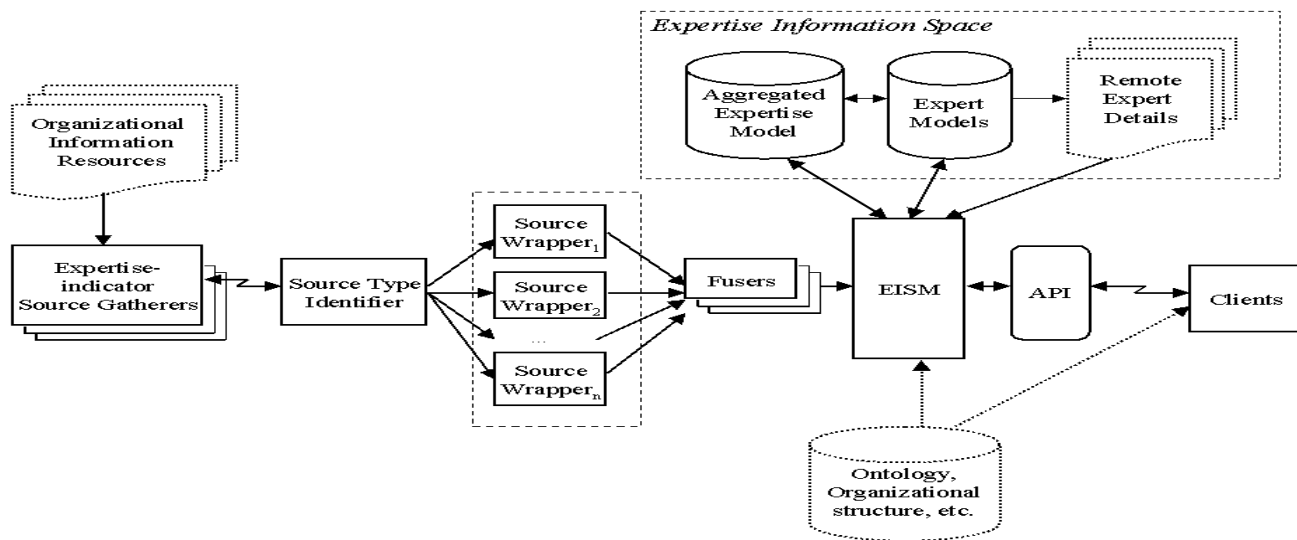 Expertise Information Space
Aggregated
Expertise
Model
Expert
Models
Remote
Expert
Details
Organizational
Information
Resources
Expertise-
indicator
Source Gatherers
Source Type
Identifier
Source
Wrapper1
Source
Wrapper2
...
Source
Wrappern
Fusers
EISM
API
Clients
Ontology,
Organizational
structure, etc.